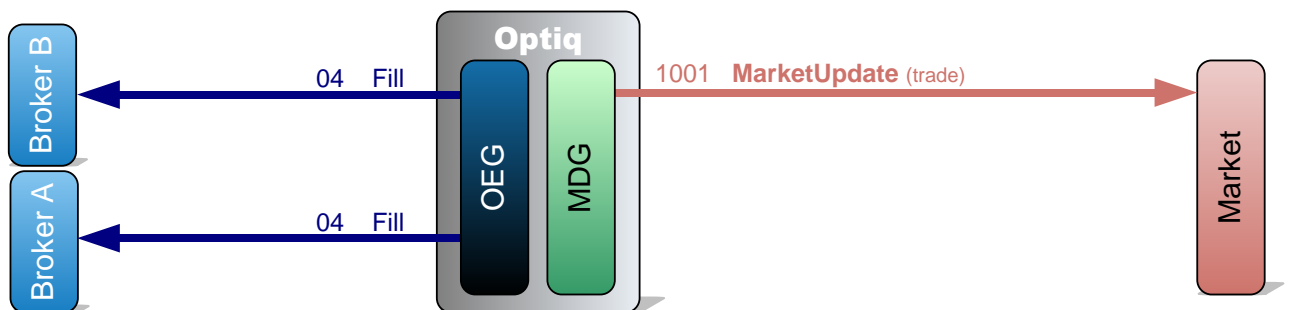 Optiq
Broker B
04 Fill
1001 MarketUpdate (trade)
OEG
MDG
Market
Broker A
04 Fill